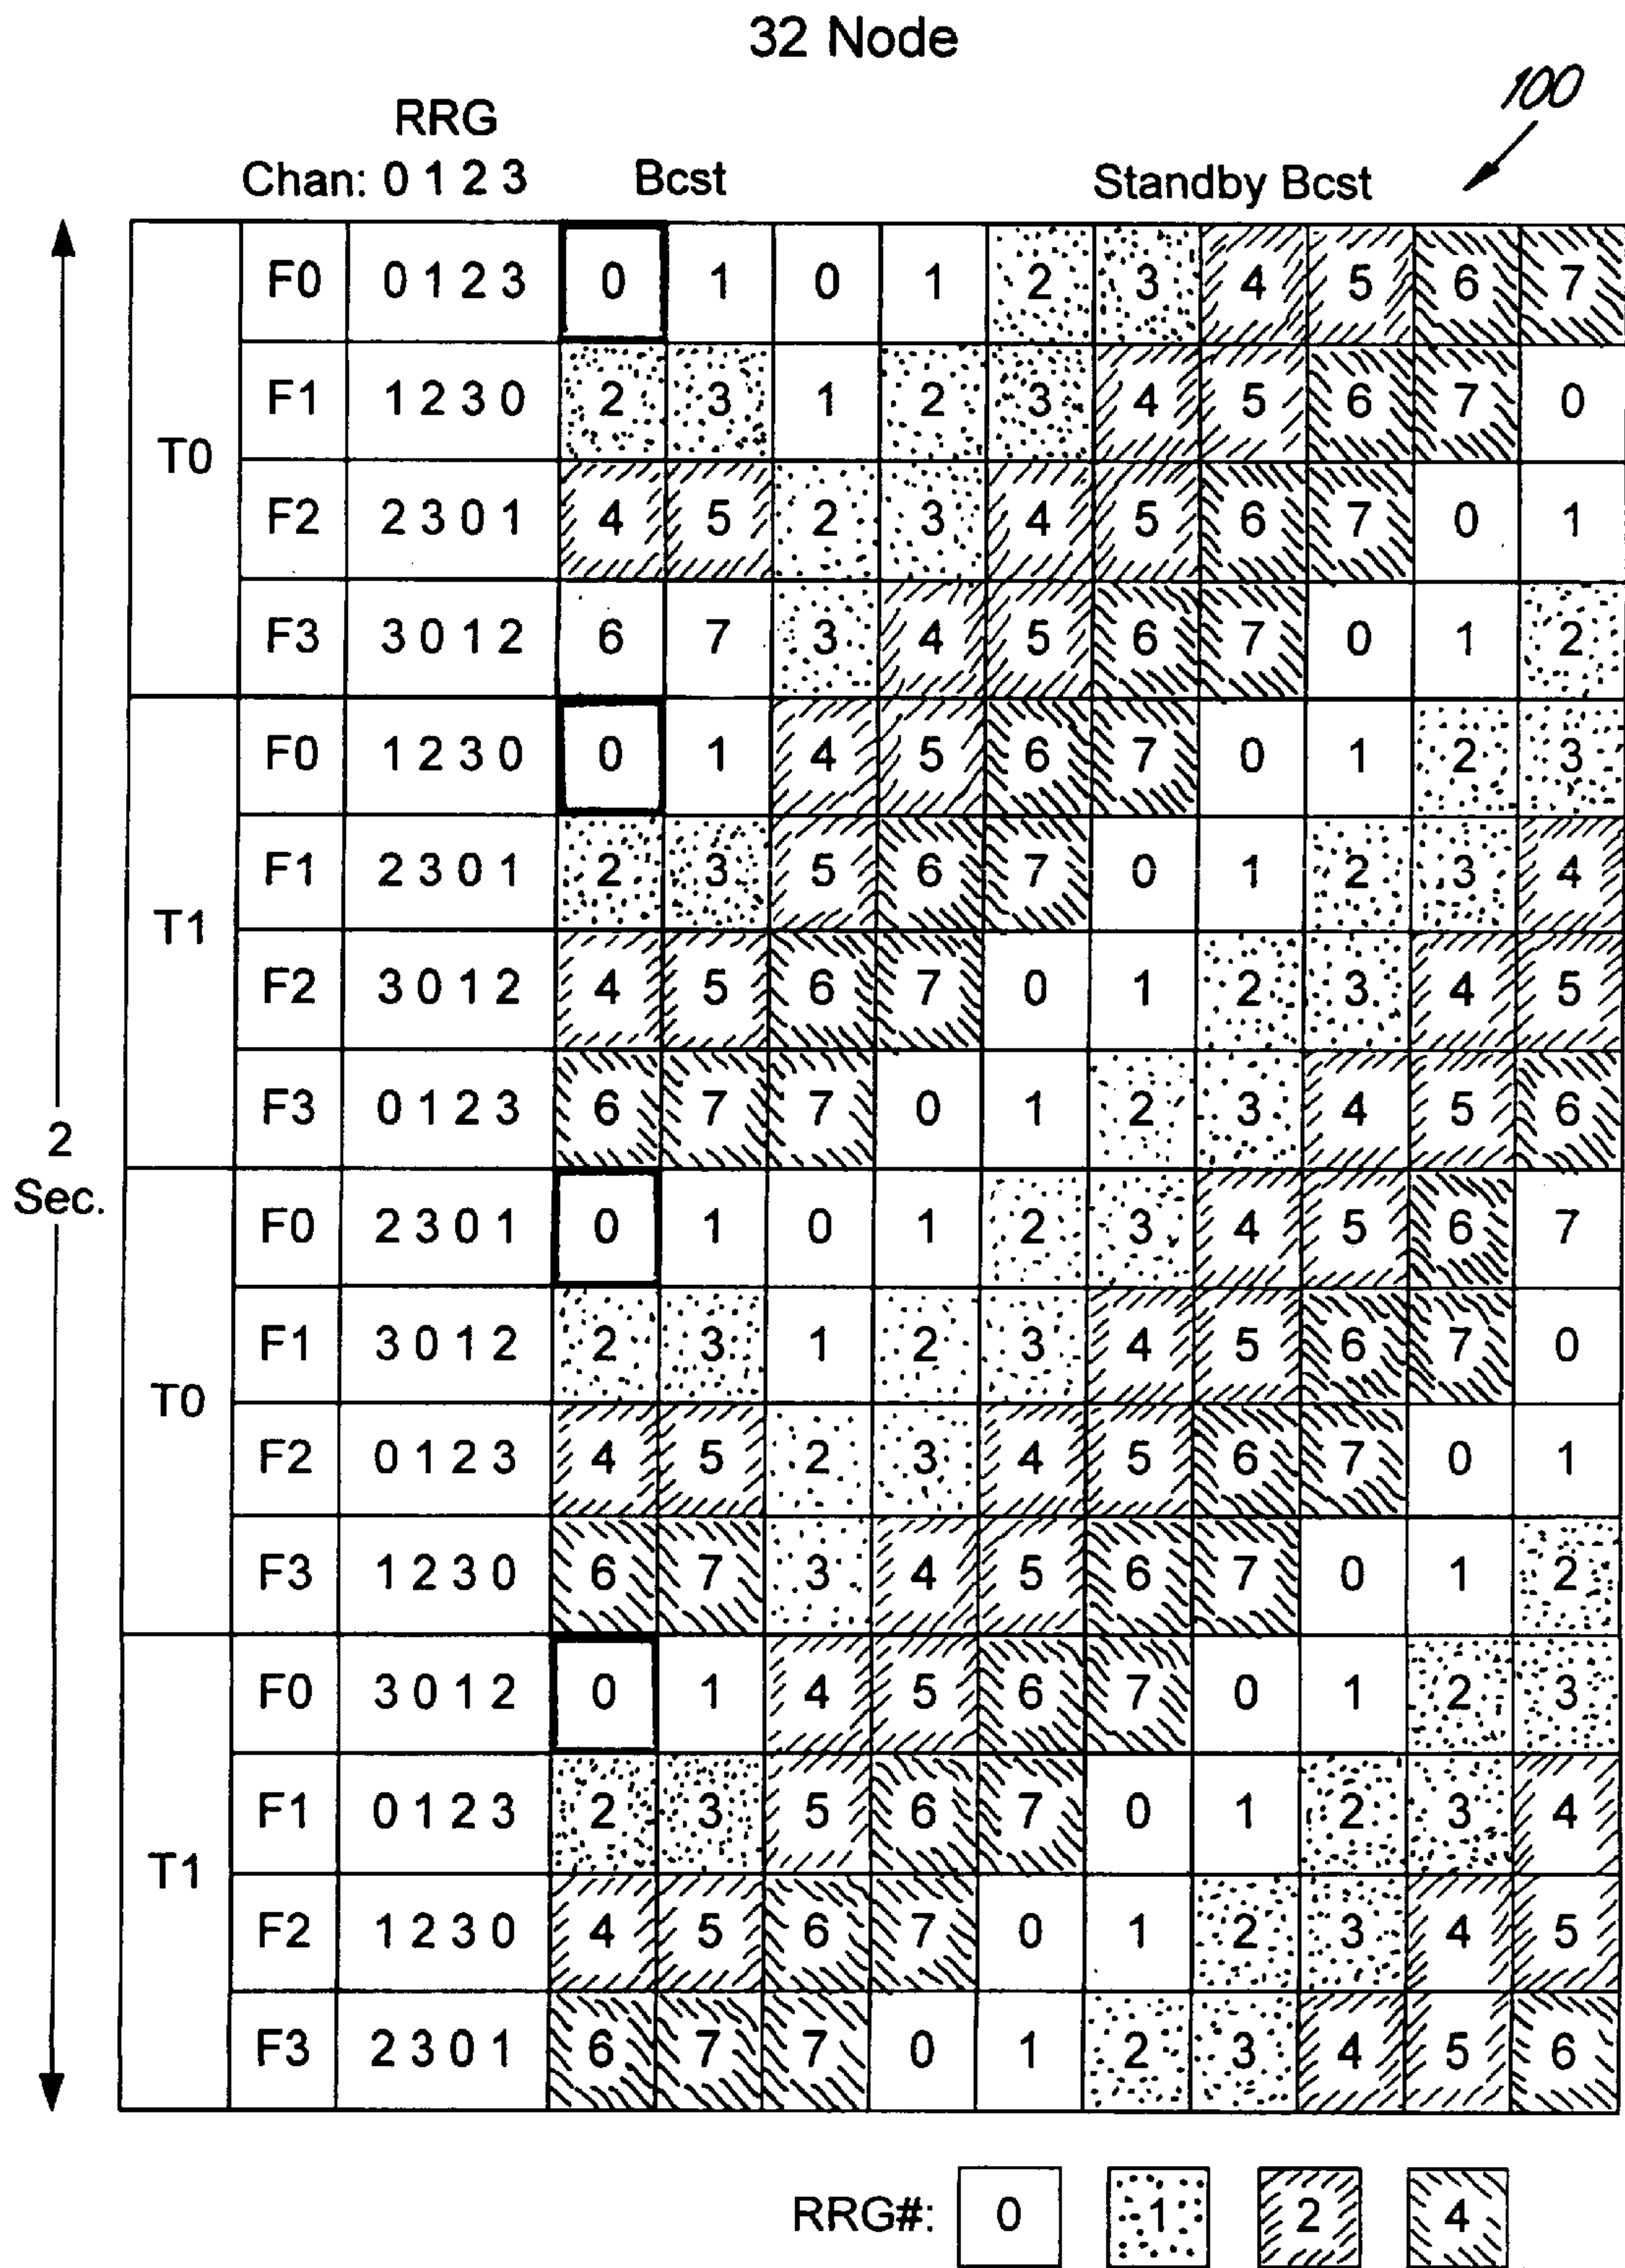 32 Node
100
RRG
Chan: 0 1 2 3 Bcst Standby Bcst
T0
F0 0 1 2 3 0 1 0 1 2 3 4 5 6 7
F1 1 2 3 0 2 3 1 2 3 4 5 6 7 0
F2 2 3 0 1 4 5 2 3 4 5 6 7 0 1
F3 3 0 1 2 6 7 3 4 5 6 7 0 1 2
T1
F0 1 2 3 0 0 1 4 5 6 7 0 1 2 3
F1 2 3 0 1 2 3 5 6 7 0 1 2 3 4
F2 3 0 1 2 4 5 6 7 0 1 2 3 4 5
F3 0 1 2 3 6 7 7 0 1 2 3 4 5 6
2
Sec.
T0
F0 2 3 0 1 0 1 0 1 2 3 4 5 6 7
F1 3 0 1 2 2 3 1 2 3 4 5 6 7 0
F2 0 1 2 3 4 5 2 3 4 5 6 7 0 1
F3 1 2 3 0 6 7 3 4 5 6 7 0 1 2
T1
F0 3 0 1 2 0 1 4 5 6 7 0 1 2 3
F1 0 1 2 3 2 3 5 6 7 0 1 2 3 4
F2 1 2 3 0 4 5 6 7 0 1 2 3 4 5
F3 2 3 0 1 6 7 7 0 1 2 3 4 5 6
RRG#: 0 1 2 4